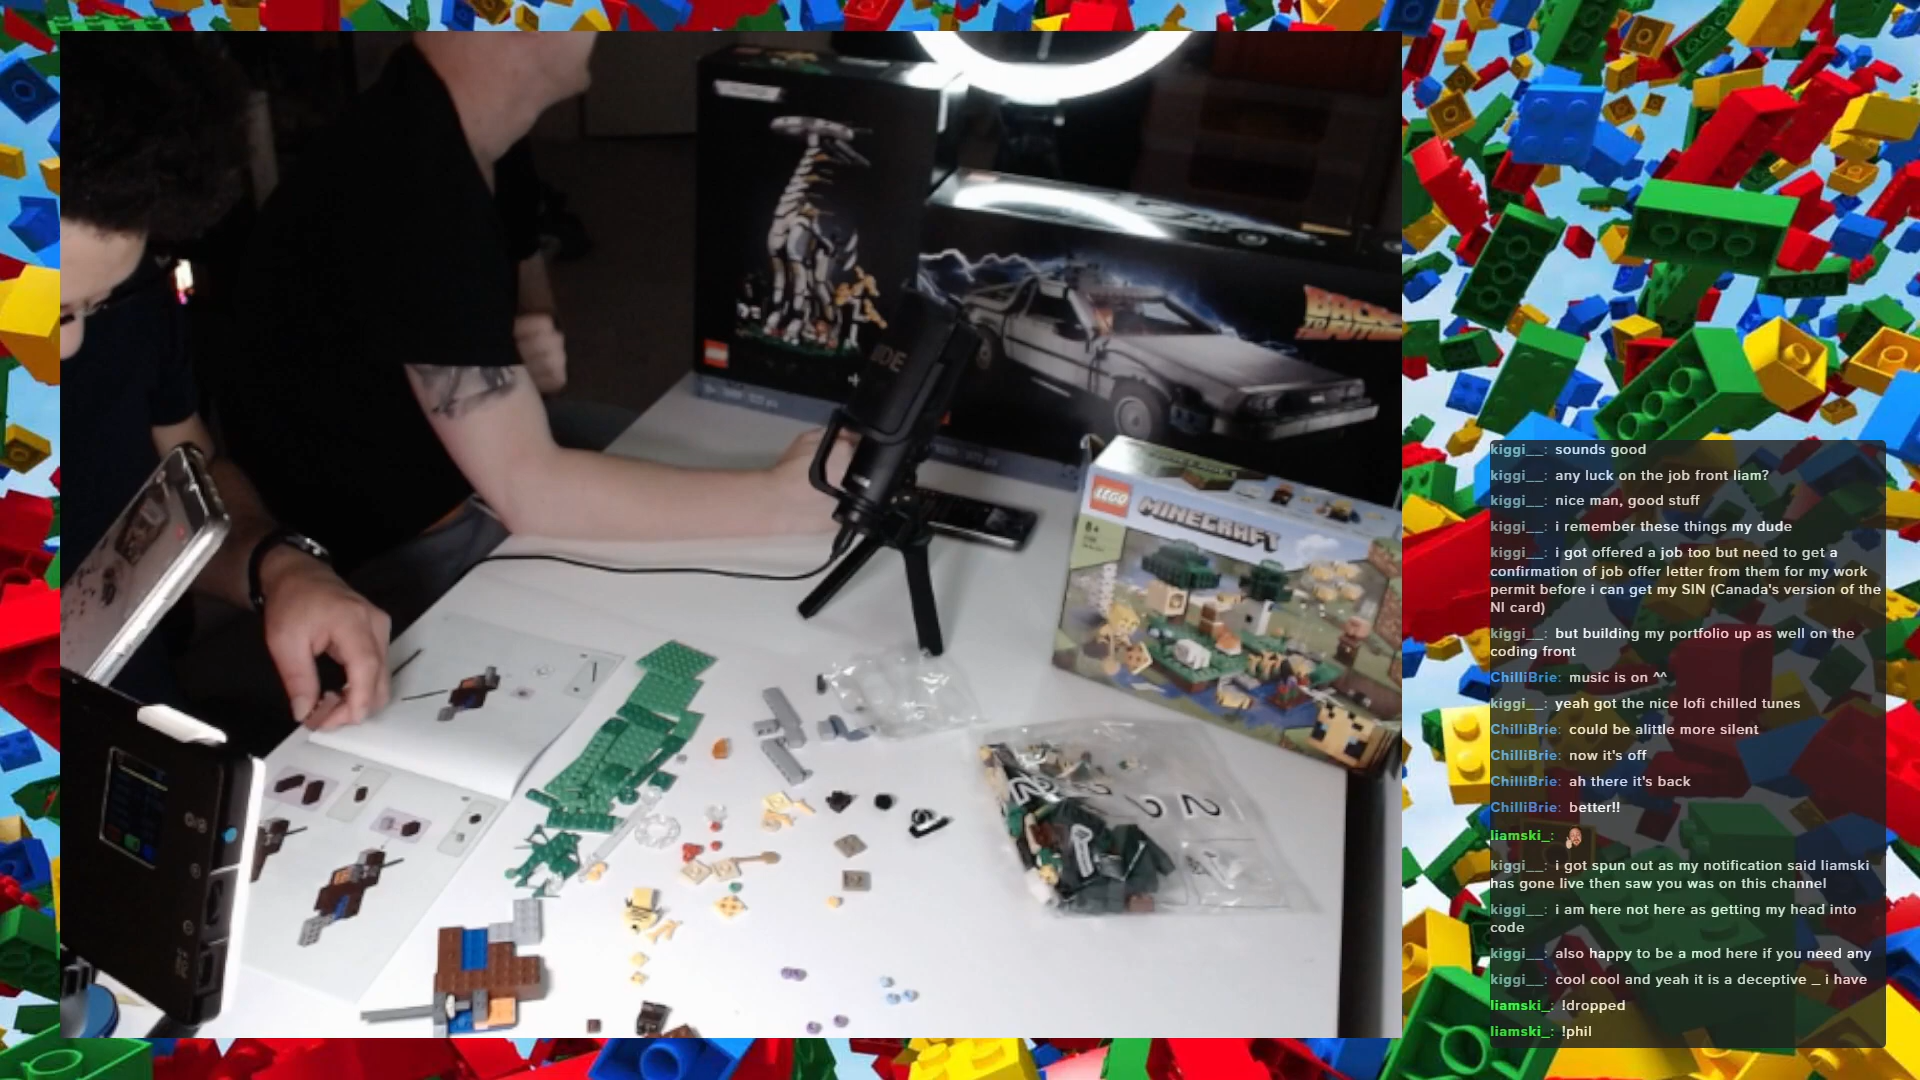 BACK
TO THE FUTURE
LEGO
MINECRAFT
8+
2
2
kiggi__: sounds good
kiggi__: any luck on the job front liam?
kiggi__: nice man, good stuff
kiggi__: i remember these things my dude
kiggi__: i got offered a job too but need to get a
confirmation of job offer letter from them for my work
permit before i can get my SIN (Canada's version of the
NI card)
kiggi__: but building my portfolio up as well on the
coding front
ChilliBrie: music is on ^^
kiggi__: yeah got the nice lofi chilled tunes
ChilliBrie: could be alittle more silent
ChilliBrie: now it's off
ChilliBrie: ah there it's back
ChilliBrie: better!!
liamski_:
kiggi__: i got spun out as my notification said liamski
has gone live then saw you was on this channel
kiggi__: i am here not here as getting my head into
code
kiggi__: also happy to be a mod here if you need any
kiggi__: cool cool and yeah it is a deceptive _ i have
liamski_: !dropped
liamski_: !phil